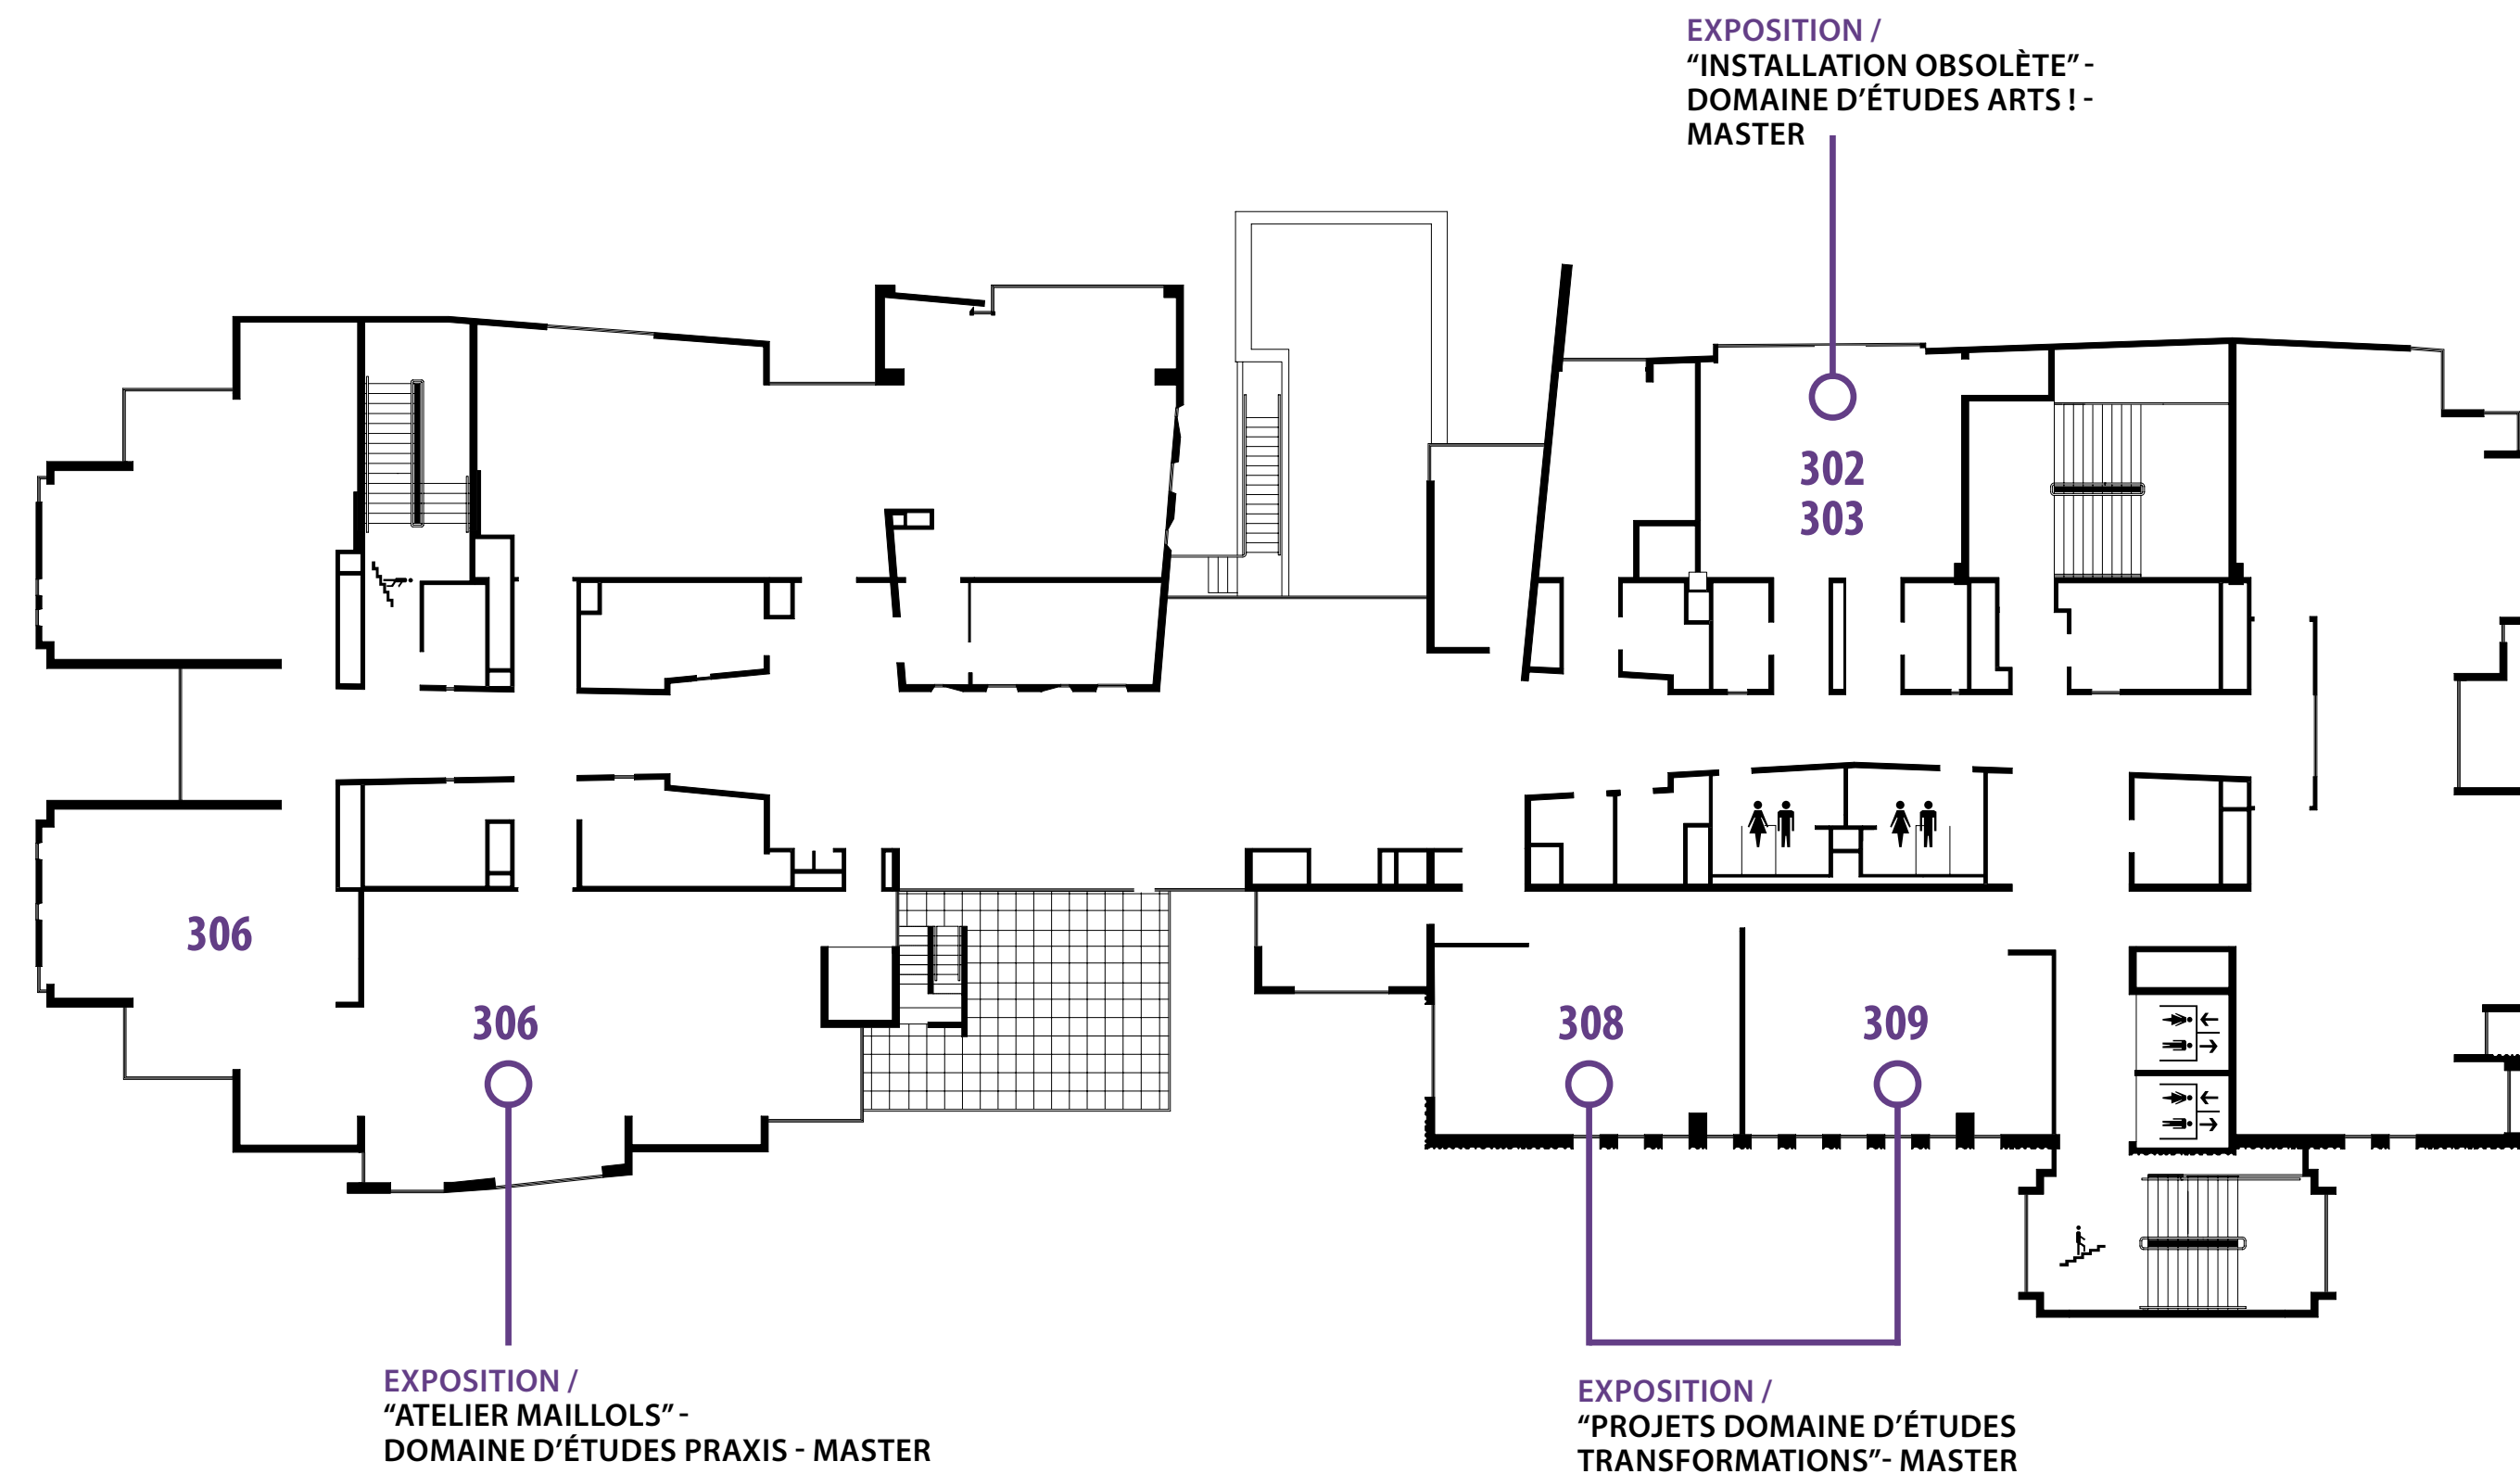 EXPOSITION /
“INSTALLATION OBSOLÈTE” -
DOMAINE D’ÉTUDES ARTS ! -
MASTER
302
303
306
306
308
309
EXPOSITION /
“ATELIER MAILLOLS” -
DOMAINE D’ÉTUDES PRAXIS - MASTER
EXPOSITION /
“PROJETS DOMAINE D’ÉTUDES
TRANSFORMATIONS”- MASTER